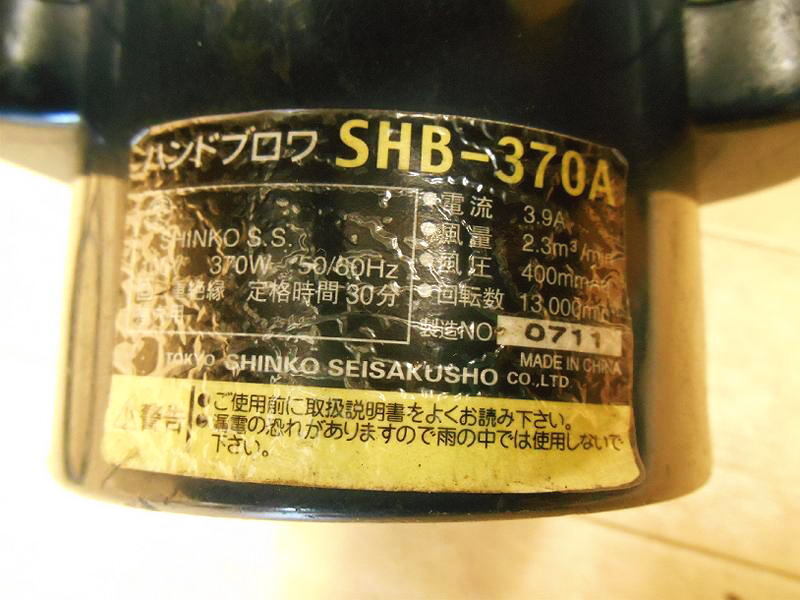 ハンドブロワ SHB-370A
SHINKO S.S.
370W 50/60Hz
定格時間 30分
電流 3.9A
風量 2.3m³/min
風圧 400mm
回転数 13,000min
製造NO 0711
MADE IN CHINA
TOKYO SHINKO SEISAKUSHO CO.,LTD.
警告
ご使用前に取扱説明書をよくお読み下さい。
漏電の恐れがありますので雨の中では使用しないで
下さい。